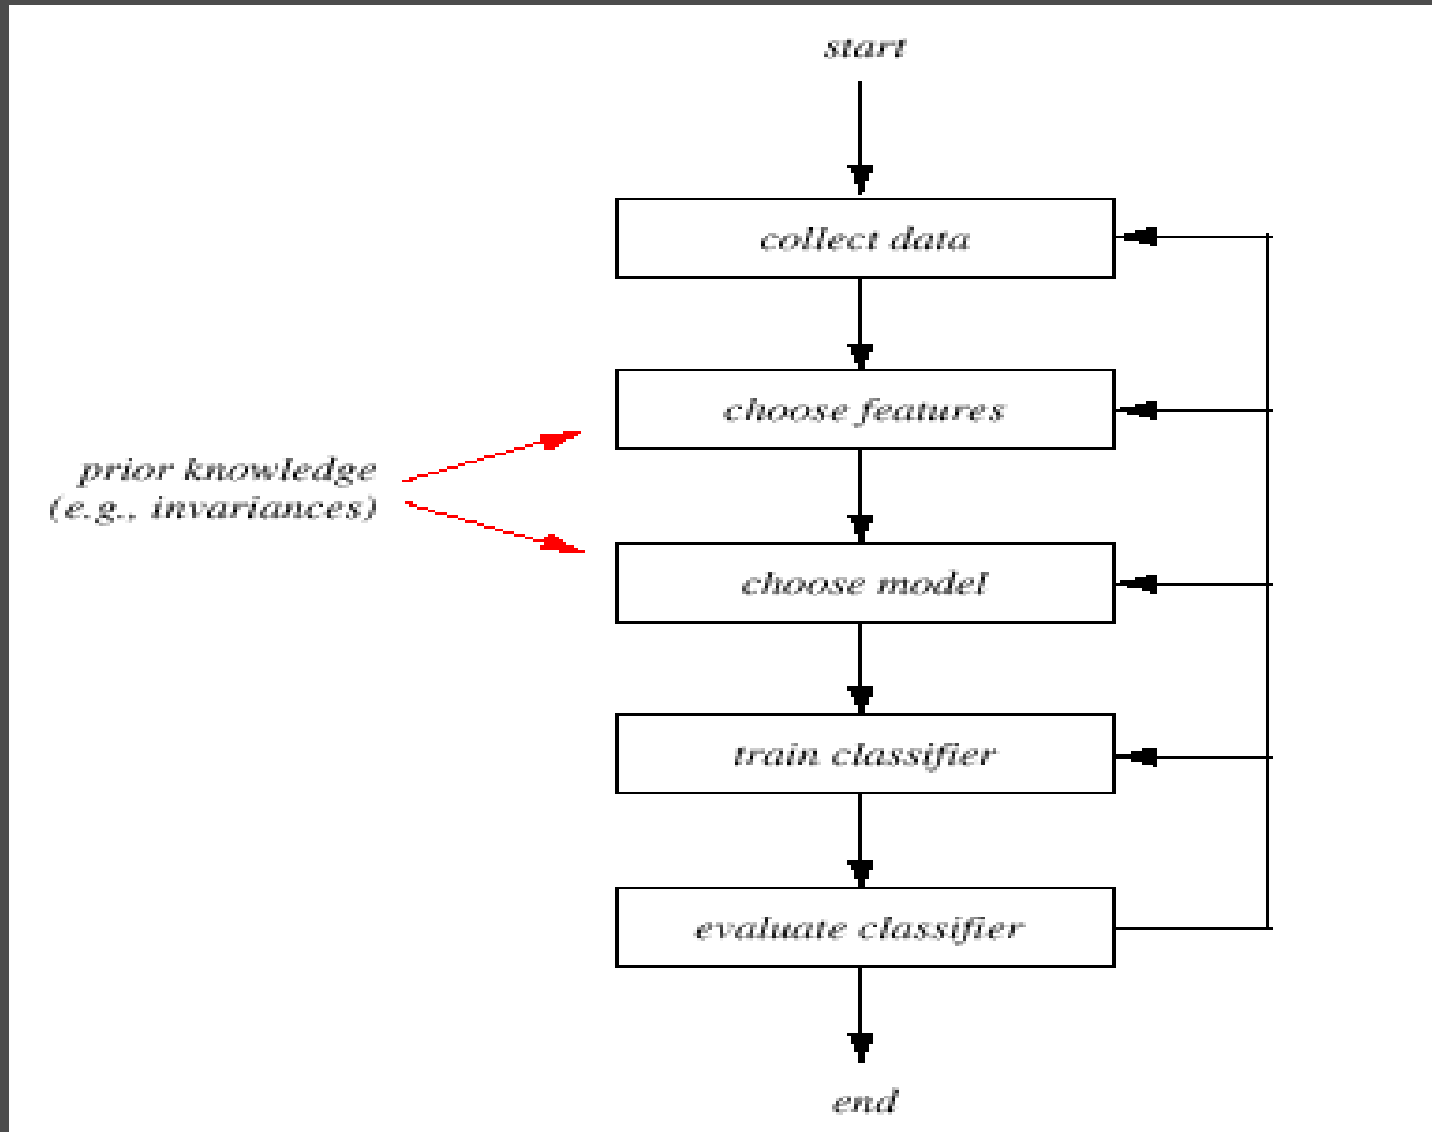 start
collect data
choose features
prior knowledge
(e.g., invariances)
choose model
train classifier
evaluate classifier
end